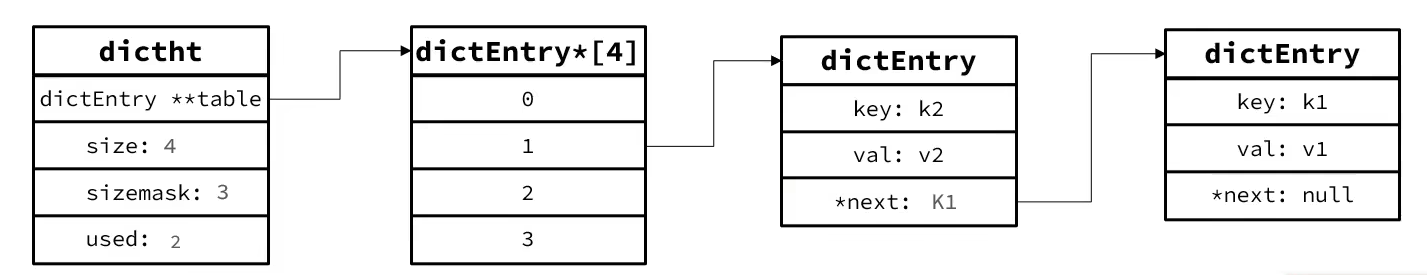 dictht
dictEntry **table
size: 4
sizemask: 3
used: 2
dictEntry*[4]
0
1
2
3
dictEntry
key: k2
val: v2
*next: K1
dictEntry
key: k1
val: v1
*next: null